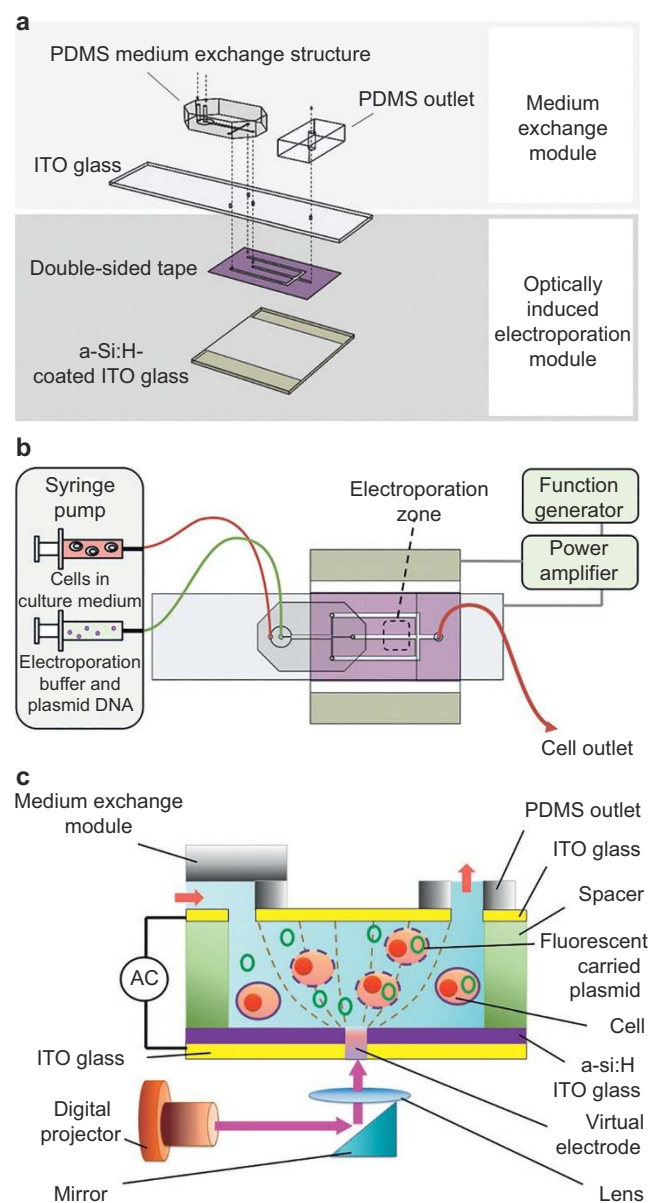 a
PDMS medium exchange structure
PDMS outlet
Medium
exchange
module
ITO glass
Double-sided tape
Optically
induced
electroporation
module
a-Si:H-
coated ITO glass
b
Syringe
pump
Cells in
culture medium
Electroporation
buffer and
plasmid DNA
Electroporation
zone
Function
generator
Power
amplifier
Cell outlet
c
Medium exchange
module
PDMS outlet
ITO glass
Spacer
Fluorescent
carried
plasmid
AC
Cell
ITO glass
a-si:H
ITO glass
Digital
projector
Virtual
electrode
Mirror
Lens